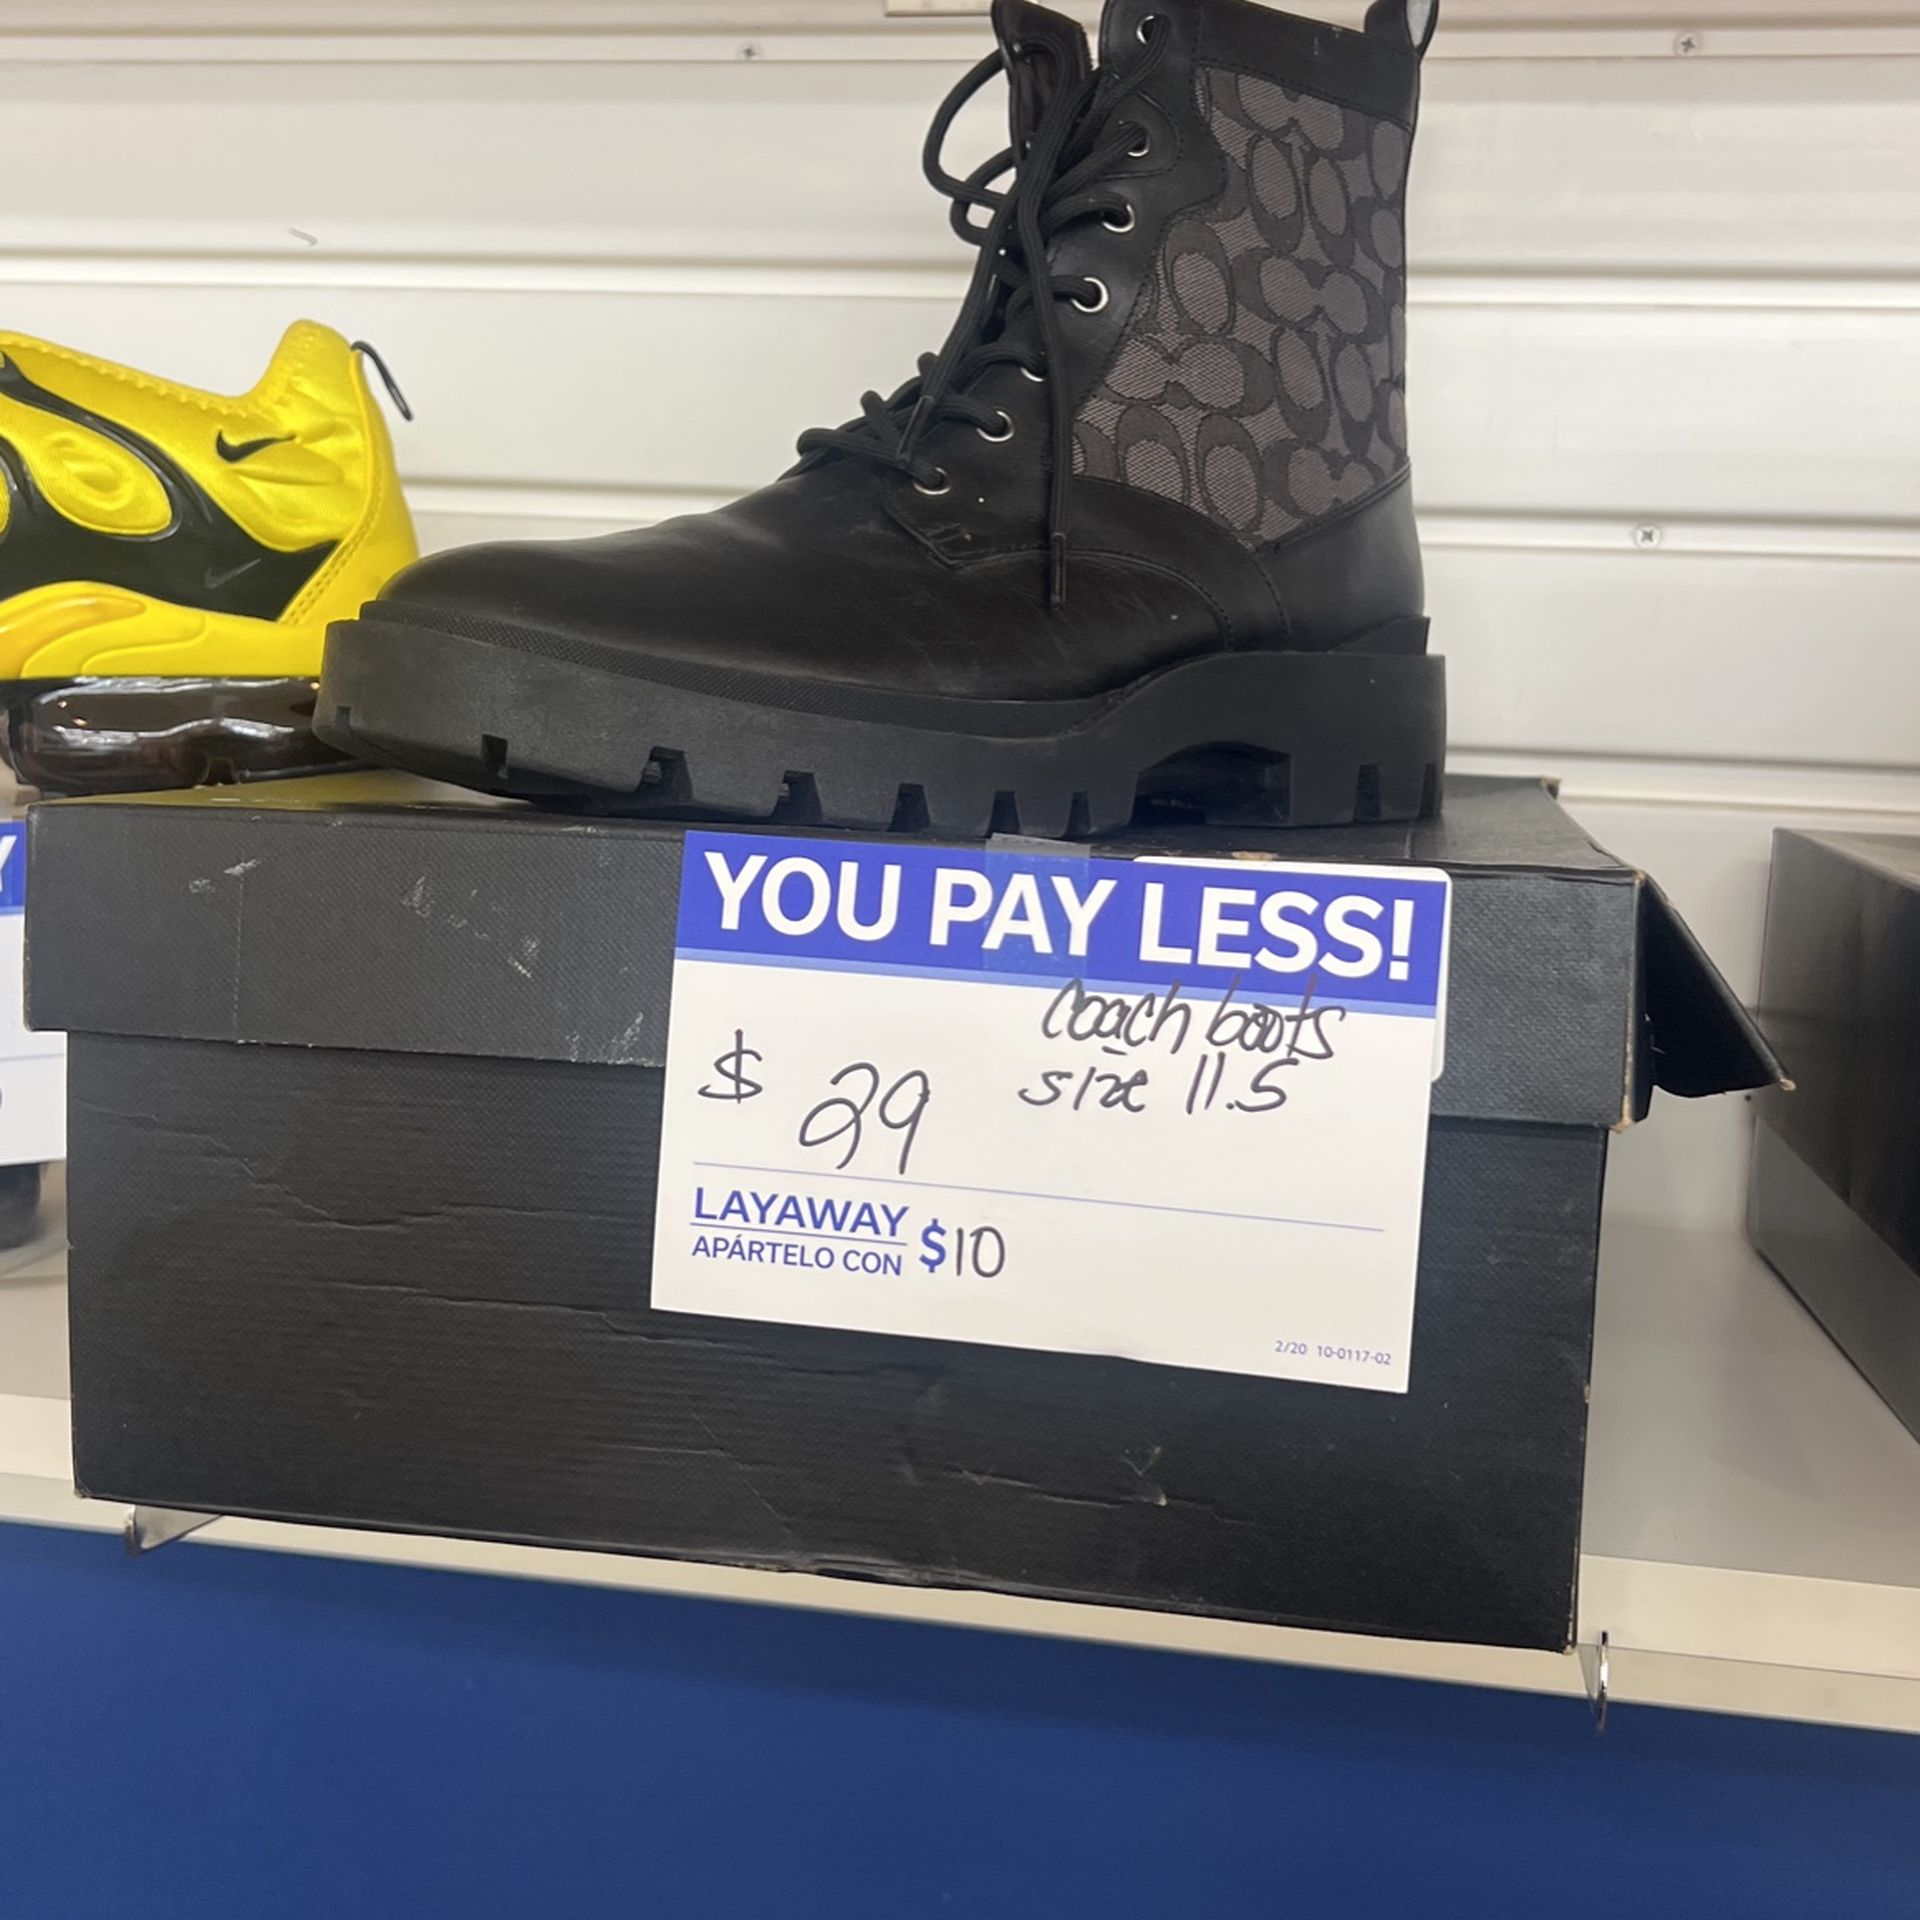 YOU PAY LESS!
coach boots
size 11.5
$ 29
LAYAWAY
APÁRTELO CON $10
2/20 10-0117-02
Y